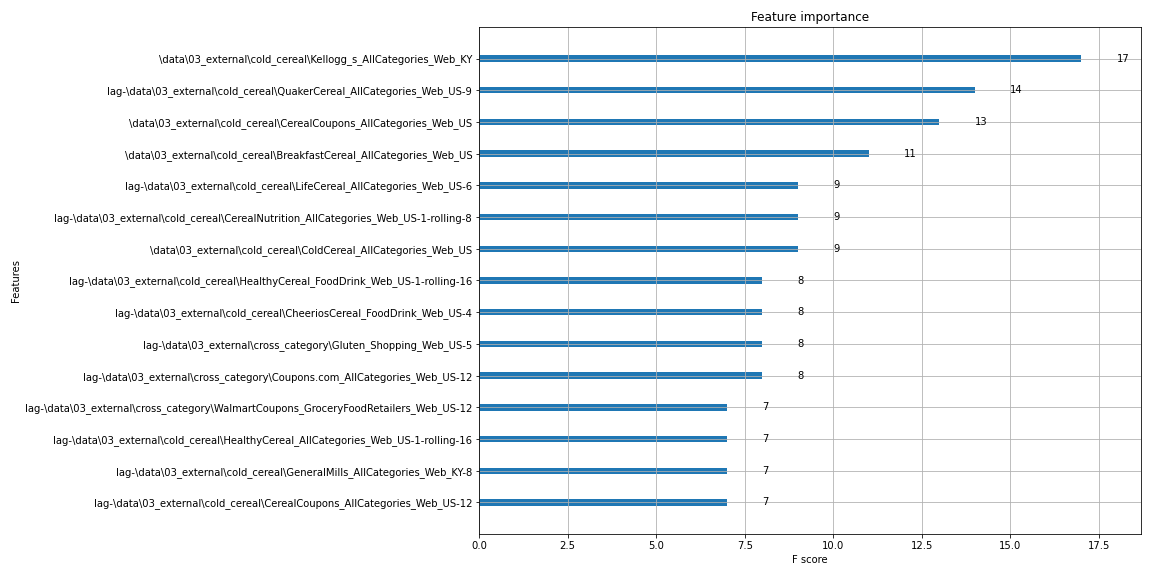 Feature importance
\data\03_external\cold_cereal\Kellogg_s_AllCategories_Web_KY 17
lag-\data\03_external\cold_cereal\QuakerCereal_AllCategories_Web_US-9 14
\data\03_external\cold_cereal\CerealCoupons_AllCategories_Web_US 13
\data\03_external\cold_cereal\BreakfastCereal_AllCategories_Web_US 11
lag-\data\03_external\cold_cereal\LifeCereal_AllCategories_Web_US-6 9
lag-\data\03_external\cold_cereal\CerealNutrition_AllCategories_Web_US-1-rolling-8 9
\data\03_external\cold_cereal\ColdCereal_AllCategories_Web_US 9
lag-\data\03_external\cold_cereal\HealthyCereal_FoodDrink_Web_US-1-rolling-16 8
lag-\data\03_external\cold_cereal\CheeriosCereal_FoodDrink_Web_US-4 8
lag-\data\03_external\cross_category\Gluten_Shopping_Web_US-5 8
lag-\data\03_external\cross_category\Coupons.com_AllCategories_Web_US-12 8
lag-\data\03_external\cross_category\WalmartCoupons_GroceryFoodRetailers_Web_US-12 7
lag-\data\03_external\cold_cereal\HealthyCereal_AllCategories_Web_US-1-rolling-16 7
lag-\data\03_external\cold_cereal\GeneralMills_AllCategories_Web_KY-8 7
lag-\data\03_external\cold_cereal\CerealCoupons_AllCategories_Web_US-12 7
Features
0.0 2.5 5.0 7.5 10.0 12.5 15.0 17.5
F score